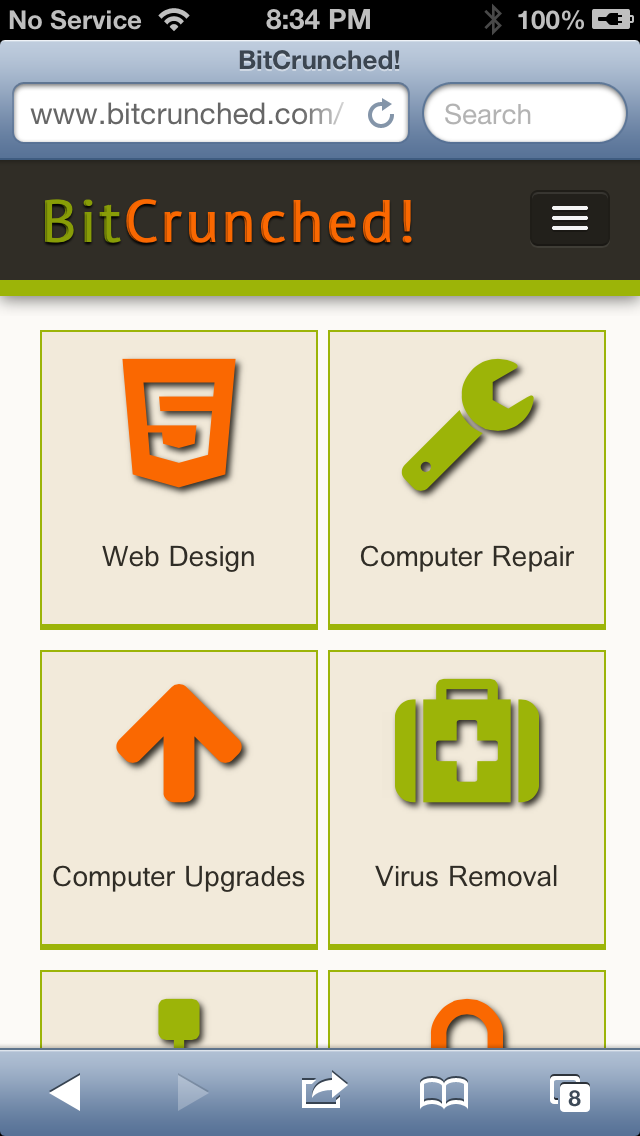 No Service 8:34 PM 100%
BitCrunched!
www.bitcrunched.com/ Search
BitCrunched!
Web Design Computer Repair
Computer Upgrades Virus Removal
8